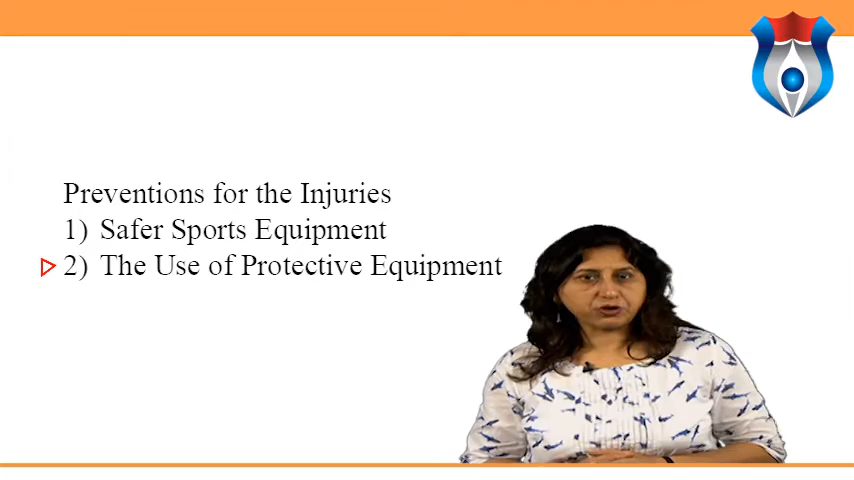 Preventions for the Injuries
1) Safer Sports Equipment
2) The Use of Protective Equipment